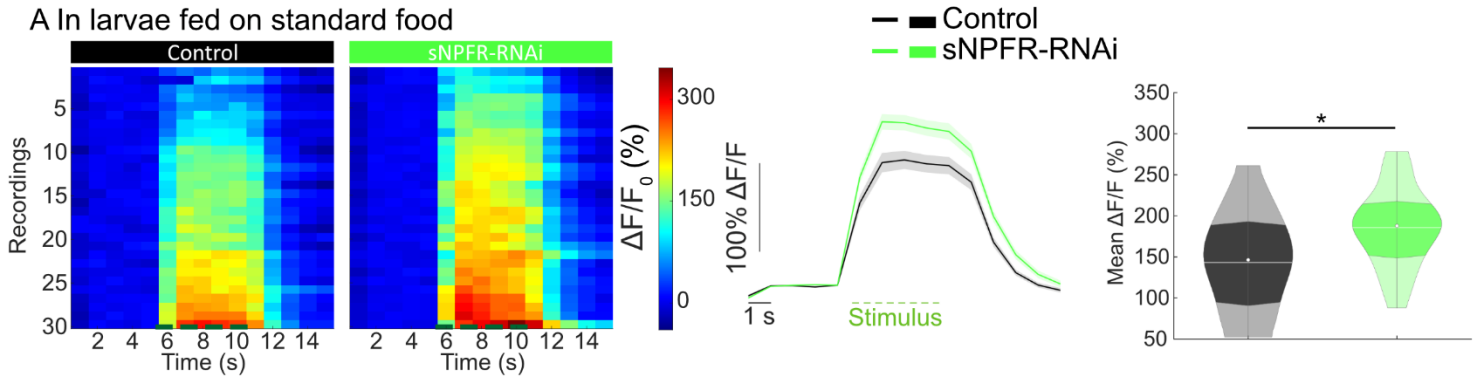 A In larvae fed on standard food
Control
sNPFR-RNAi
Recordings
5
10
15
20
25
30
2 4 6 8 10 12 14
Time (s)
2 4 6 8 10 12 14
Time (s)
300
150
0
ΔF/F0 (%)
Control
sNPFR-RNAi
100% ΔF/F
1 s
Stimulus
Mean ΔF/F (%)
350
300
250
200
150
100
50
*